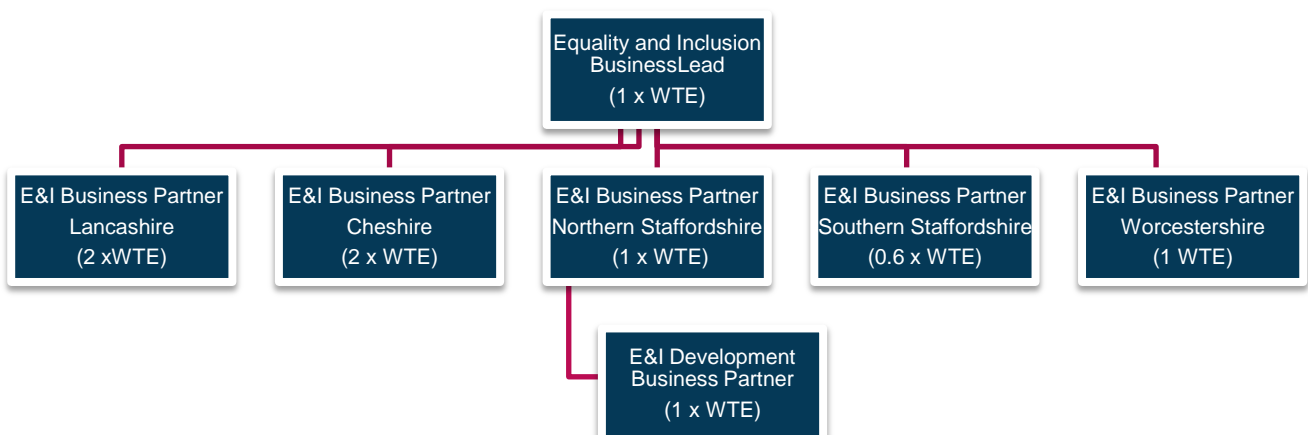 Equality and Inclusion
BusinessLead
(1 x WTE)
E&I Business Partner
Lancashire
(2 xWTE)
E&I Business Partner
Cheshire
(2 x WTE)
E&I Business Partner
Northern Staffordshire
(1 x WTE)
E&I Business Partner
Southern Staffordshire
(0.6 x WTE)
E&I Business Partner
Worcestershire
(1 WTE)
E&I Development
Business Partner
(1 x WTE)